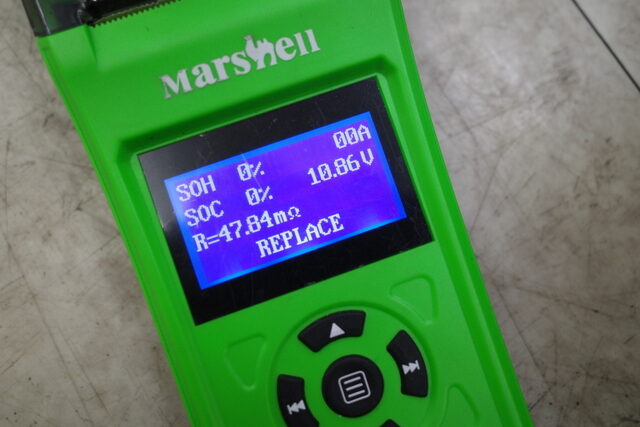 Marshell
SOH 0% 00A
SOC 0% 10.86V
R=47.84mΩ
REPLACE